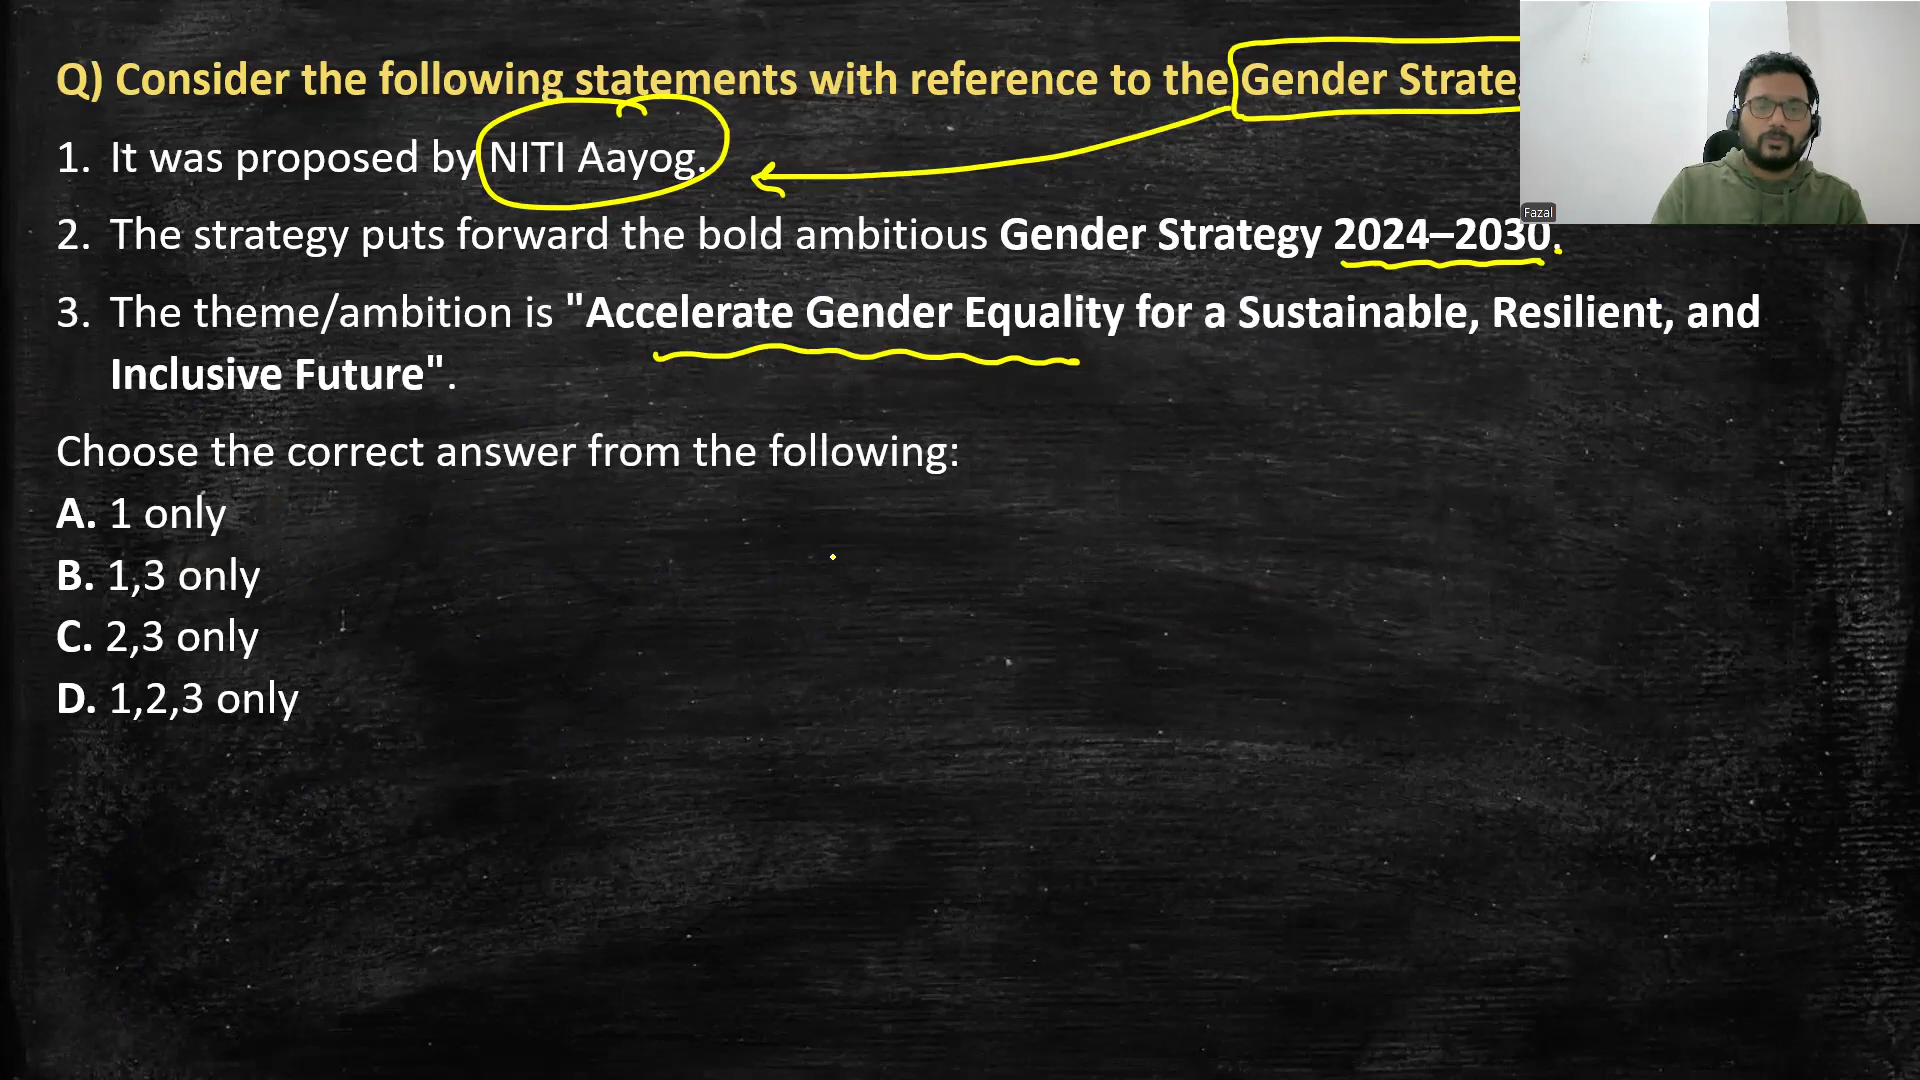 Q) Consider the following statements with reference to the Gender
1. It was proposed by NITI Aayog.
2. The strategy puts forward the bold ambitious Gender Strategy 2024–2030.
3. The theme/ambition is "Accelerate Gender Equality for a Sustainable, Resilient, and
Inclusive Future".
Choose the correct answer from the following:
A. 1 only
B. 1,3 only
C. 2,3 only
D. 1,2,3 only
Fazal